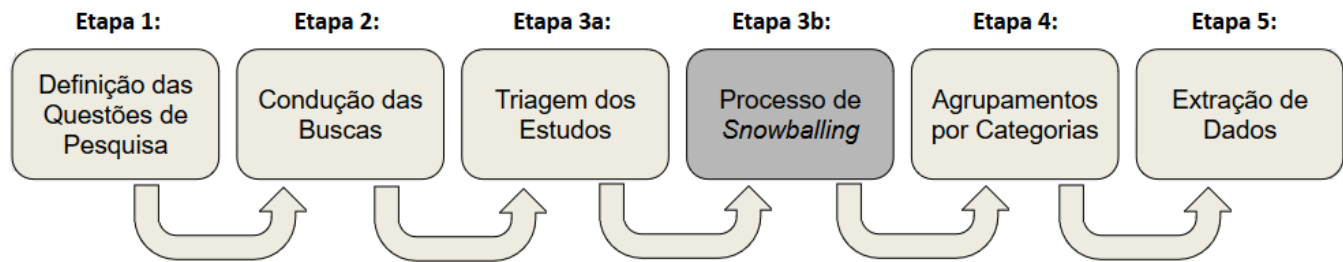 Etapa 1:
Etapa 2:
Etapa 3a:
Etapa 3b:
Etapa 4:
Etapa 5:
Definição das
Questões de
Pesquisa
Condução das
Buscas
Triagem dos
Estudos
Processo de
Snowballing
Agrupamentos
por Categorias
Extração de
Dados